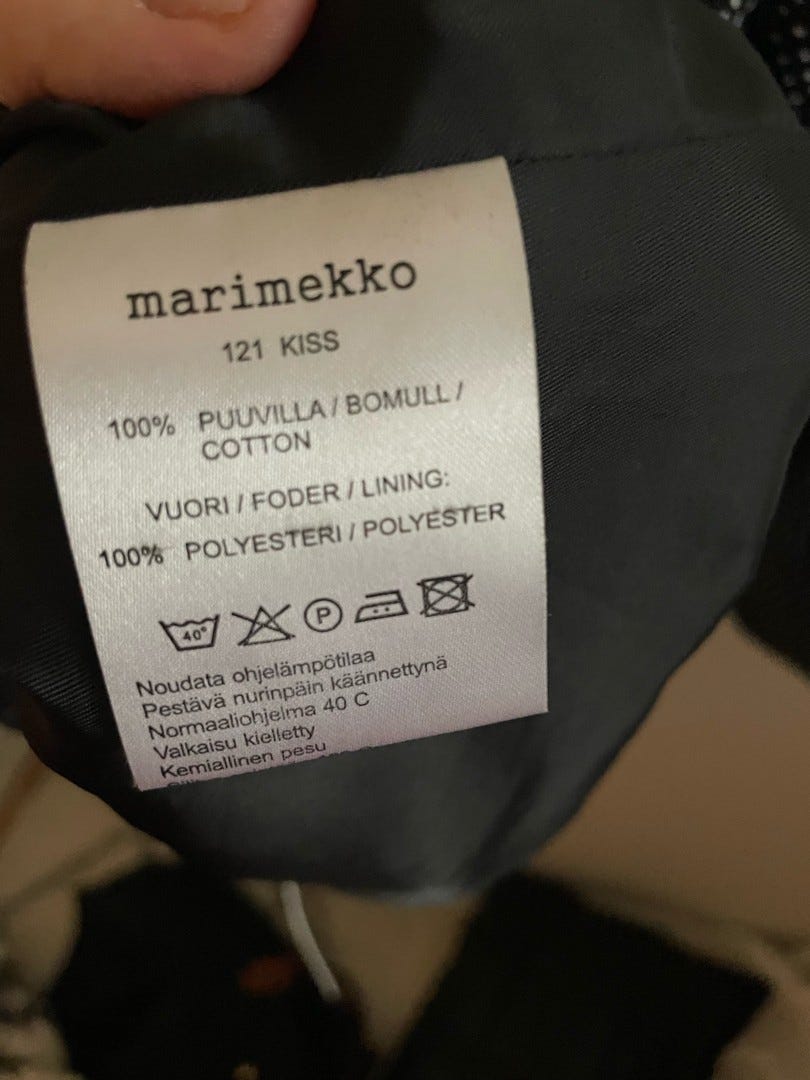 marimekko
121 KISS
100% PUUVILLA / BOMULL /
COTTON
VUORI / FODER / LINING:
100% POLYESTERI / POLYESTER
40° P
Noudata ohjelämpötilaa
Pestävä nurinpäin käännettynä
Normaaliohjelma 40 C
Valkaisu kielletty
Kemiallinen pesu